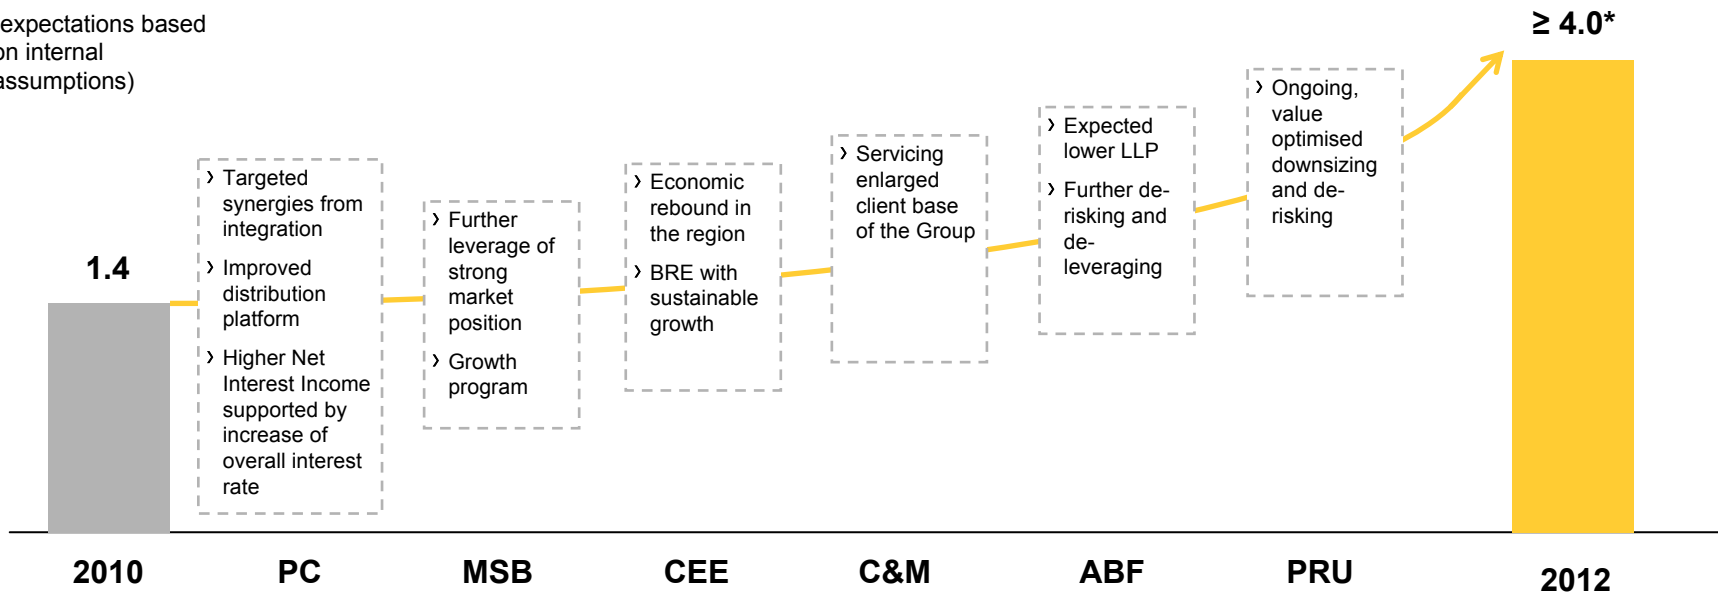 expectations based
on internal
assumptions)
≥ 4.0*
1.4
› Targeted
synergies from
integration
› Improved
distribution
platform
› Higher Net
Interest Income
supported by
increase of
overall interest
rate
› Further
leverage of
strong
market
position
› Growth
program
› Economic
rebound in
the region
› BRE with
sustainable
growth
› Servicing
enlarged
client base
of the Group
› Expected
lower LLP
› Further de-
risking and
de-
leveraging
› Ongoing,
value
optimised
downsizing
and de-
risking
2010 PC MSB CEE C&M ABF PRU 2012